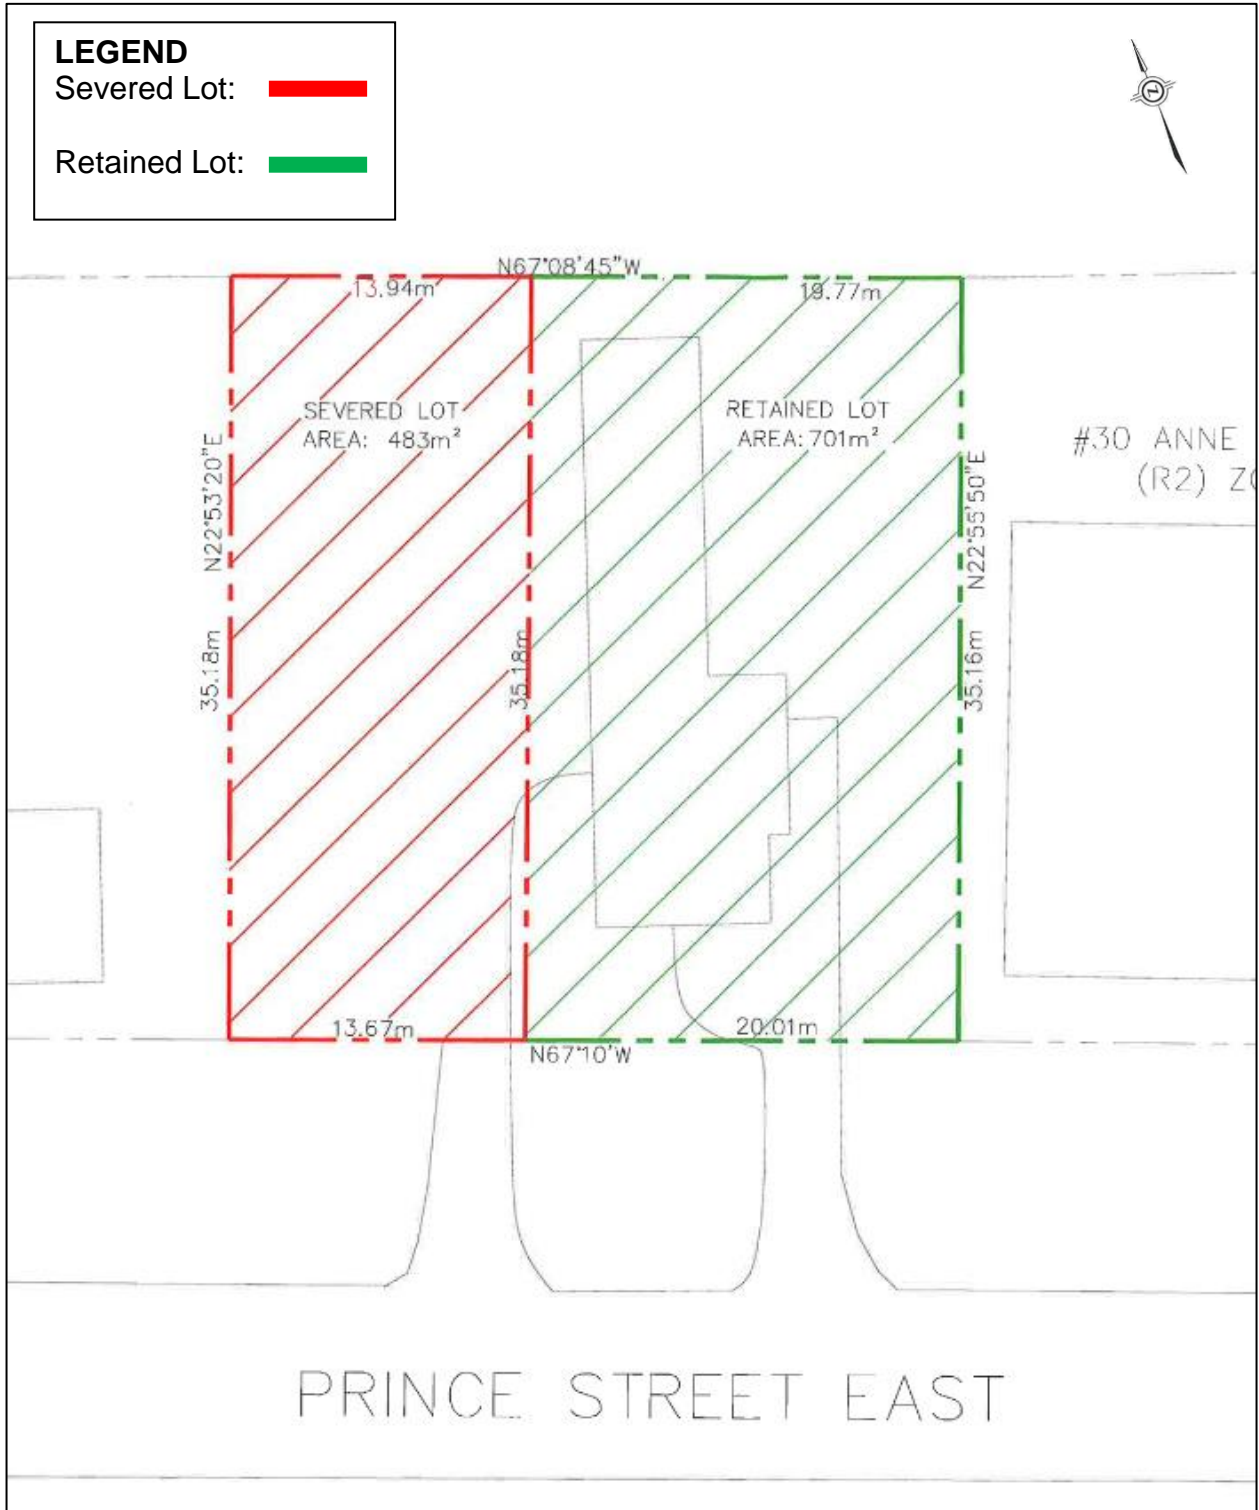 LEGEND
Severed Lot:
Retained Lot:
N67°08'45"W
13.94m
19.77m
SEVERED LOT
AREA: 483m²
RETAINED LOT
AREA: 701m²
#30 ANNE
(R2)
N22°53'20"E
N22°55'50"E
35.18m
35.18m
35.16m
13.67m
20.01m
N67°10'W
PRINCE STREET EAST